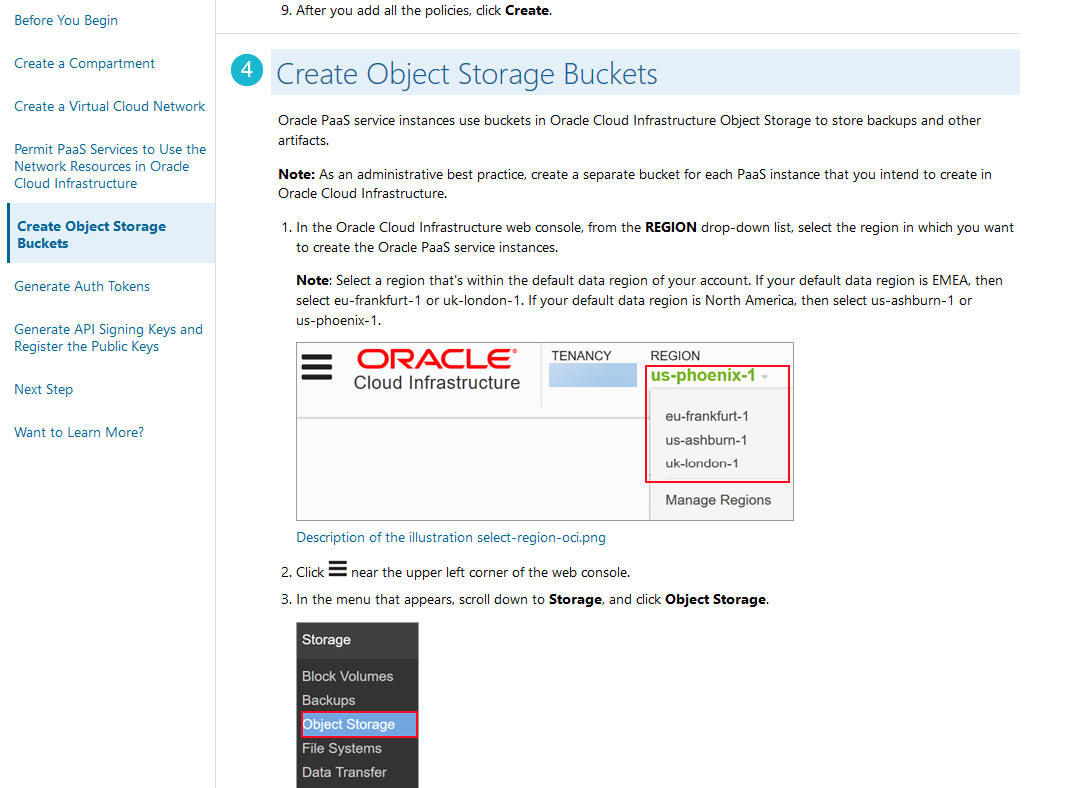 Before You Begin
Create a Compartment
Create a Virtual Cloud Network
Permit PaaS Services to Use the
Network Resources in Oracle
Cloud Infrastructure
Create Object Storage
Buckets
Generate Auth Tokens
Generate API Signing Keys and
Register the Public Keys
Next Step
Want to Learn More?
9. After you add all the policies, click Create.
4 Create Object Storage Buckets
Oracle PaaS service instances use buckets in Oracle Cloud Infrastructure Object Storage to store backups and other
artifacts.
Note: As an administrative best practice, create a separate bucket for each PaaS instance that you intend to create in
Oracle Cloud Infrastructure.
1. In the Oracle Cloud Infrastructure web console, from the REGION drop-down list, select the region in which you want
to create the Oracle PaaS service instances.
Note: Select a region that's within the default data region of your account. If your default data region is EMEA, then
select eu-frankfurt-1 or uk-london-1. If your default data region is North America, then select us-ashburn-1 or
us-phoenix-1.
ORACLE®
Cloud Infrastructure
TENANCY
REGION
us-phoenix-1
eu-frankfurt-1
us-ashburn-1
uk-london-1
Manage Regions
Description of the illustration select-region-oci.png
2. Click near the upper left corner of the web console.
3. In the menu that appears, scroll down to Storage, and click Object Storage.
Storage
Block Volumes
Backups
Object Storage
File Systems
Data Transfer